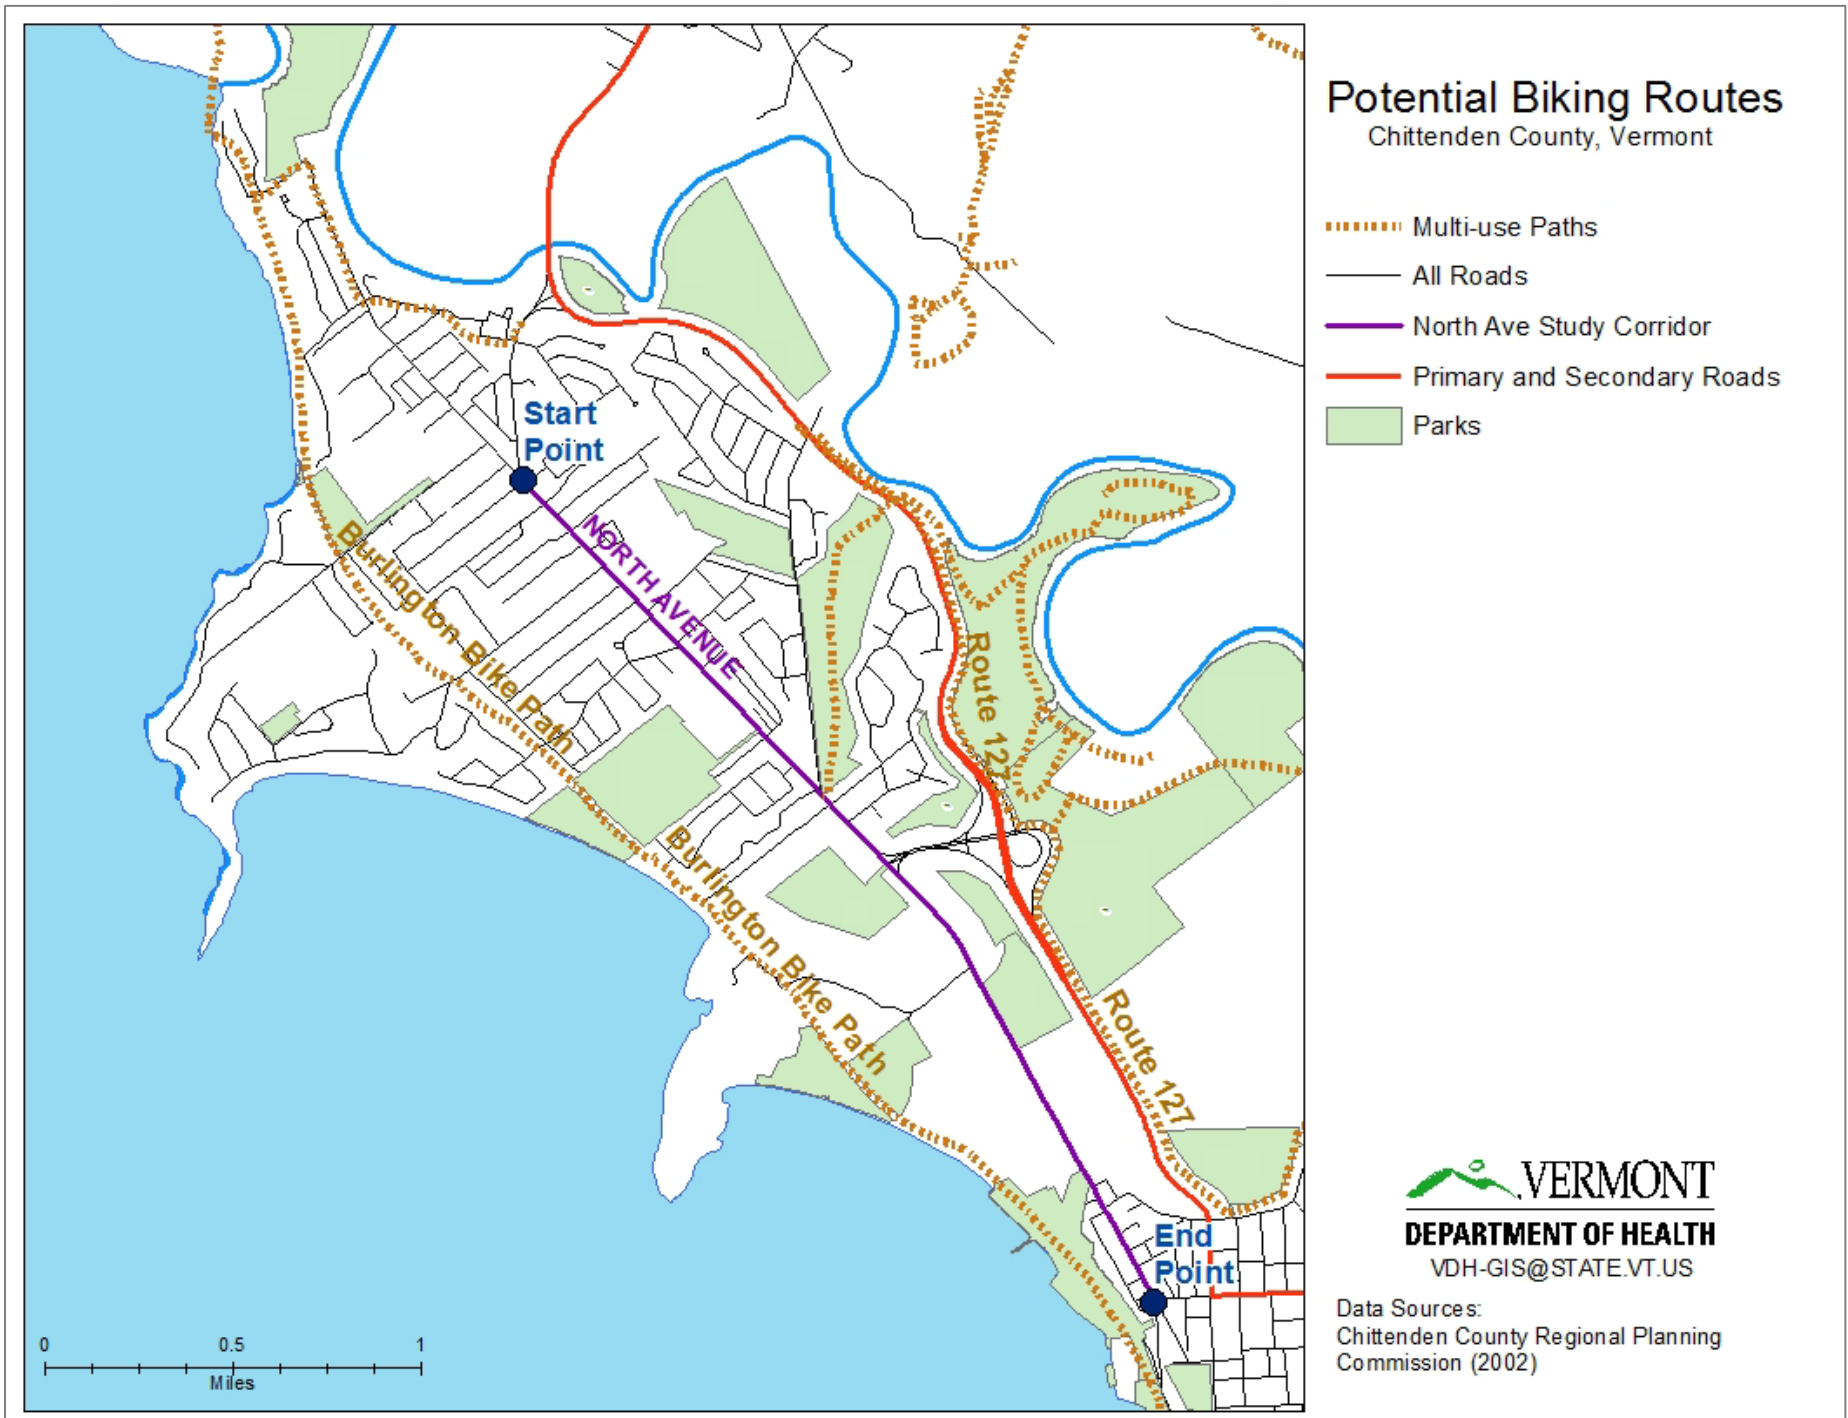 Potential Biking Routes
Chittenden County, Vermont
Multi-use Paths
All Roads
North Ave Study Corridor
Primary and Secondary Roads
Parks
Start
Point
NORTH AVENUE
Burlington Bike Path
Route 127
Burlington Bike Path
Route 127
End
Point
0 0.5 1
Miles
VERMONT
DEPARTMENT OF HEALTH
VDH-GIS@STATE.VT.US
Data Sources:
Chittenden County Regional Planning
Commission (2002)